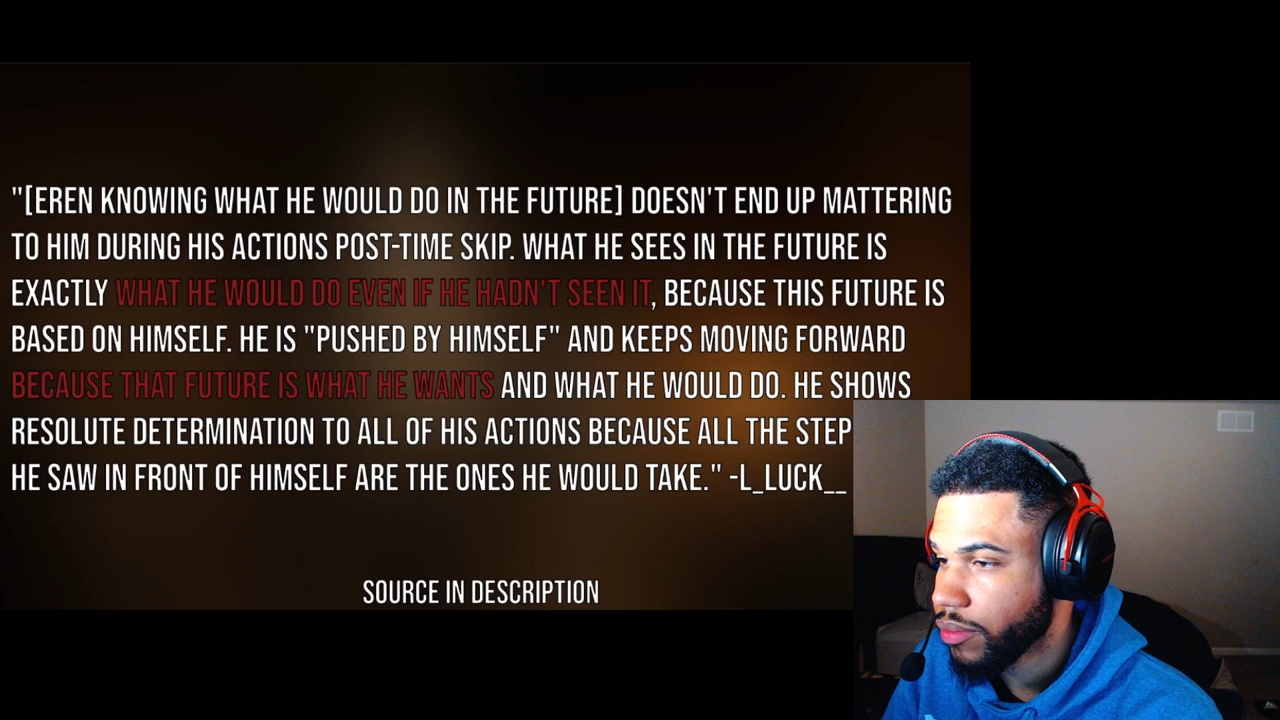 "[EREN KNOWING WHAT HE WOULD DO IN THE FUTURE] DOESN'T END UP MATTERING
TO HIM DURING HIS ACTIONS POST-TIME SKIP. WHAT HE SEES IN THE FUTURE IS
EXACTLY WHAT HE WOULD DO EVEN IF HE HADN'T SEEN IT, BECAUSE THIS FUTURE IS
BASED ON HIMSELF. HE IS "PUSHED BY HIMSELF" AND KEEPS MOVING FORWARD
BECAUSE THAT FUTURE IS WHAT HE WANTS AND WHAT HE WOULD DO. HE SHOWS
RESOLUTE DETERMINATION TO ALL OF HIS ACTIONS BECAUSE ALL THE STEP
HE SAW IN FRONT OF HIMSELF ARE THE ONES HE WOULD TAKE." -L_LUCK__
SOURCE IN DESCRIPTION